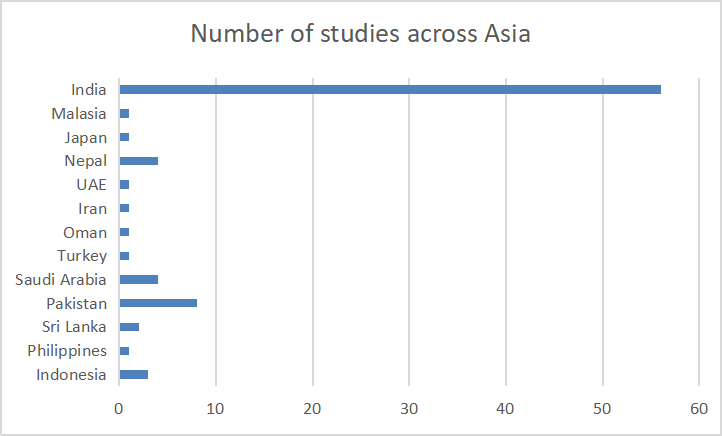 Number of studies across Asia
India
Malasia
Japan
Nepal
UAE
Iran
Oman
Turkey
Saudi Arabia
Pakistan
Sri Lanka
Philippines
Indonesia
0 10 20 30 40 50 60